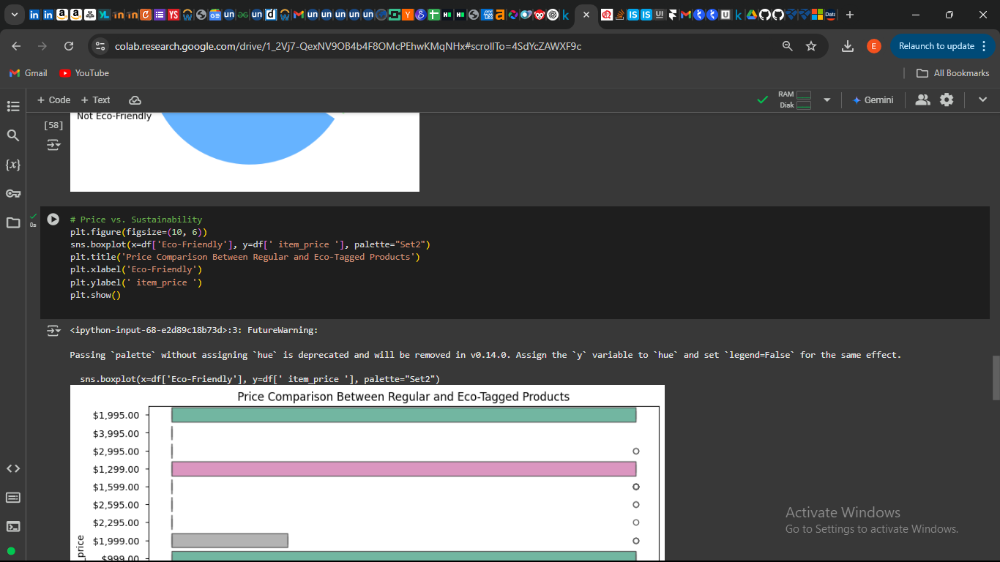 colab.research.google.com/drive/1_2Vj7-QexNV9OB4b4F8OMcPEhwKMqNHx#scrollTo=4SdYcZAWXF9c
E
Relaunch to update
Gmail
YouTube
All Bookmarks
+ Code
+ Text
RAM
Disk
Gemini
Not Eco-Friendly
[58]
{x}
0s
# Price vs. Sustainability
plt.figure(figsize=(10, 6))
sns.boxplot(x=df['Eco-Friendly'], y=df[' item_price '], palette="Set2")
plt.title('Price Comparison Between Regular and Eco-Tagged Products')
plt.xlabel('Eco-Friendly')
plt.ylabel(' item_price ')
plt.show()
<ipython-input-68-e2d89c18b73d>:3: FutureWarning:
Passing `palette` without assigning `hue` is deprecated and will be removed in v0.14.0. Assign the `y` variable to `hue` and set `legend=False` for the same effect.
sns.boxplot(x=df['Eco-Friendly'], y=df[' item_price '], palette="Set2")
Price Comparison Between Regular and Eco-Tagged Products
$1,995.00
$3,995.00
$2,995.00
$1,299.00
$1,599.00
$2,595.00
$2,295.00
$1,999.00
$999.00
_price
Activate Windows
Go to Settings to activate Windows.